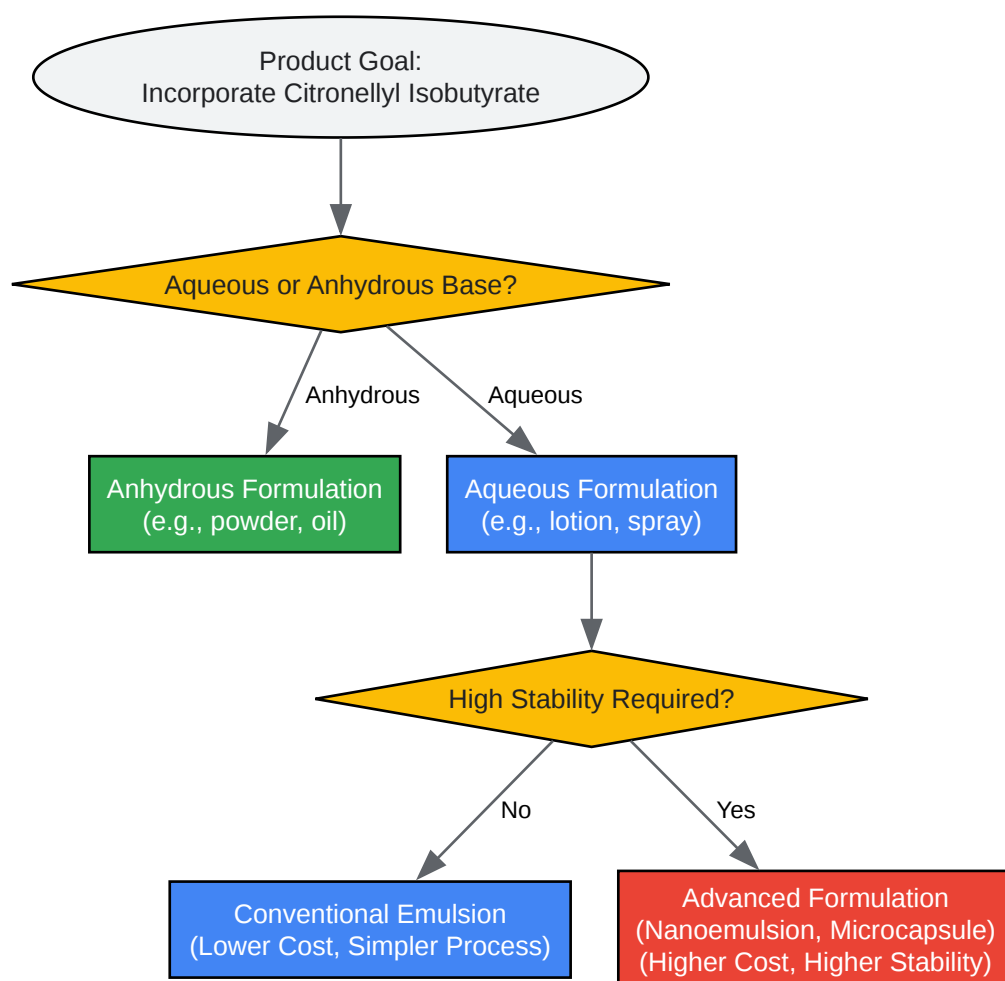 Product Goal:
Incorporate Citronellyl Isobutyrate
Aqueous or Anhydrous Base?
Anhydrous
Aqueous
Anhydrous Formulation
(e.g., powder, oil)
Aqueous Formulation
(e.g., lotion, spray)
High Stability Required?
No
Yes
Conventional Emulsion
(Lower Cost, Simpler Process)
Advanced Formulation
(Nanoemulsion, Microcapsule)
(Higher Cost, Higher Stability)